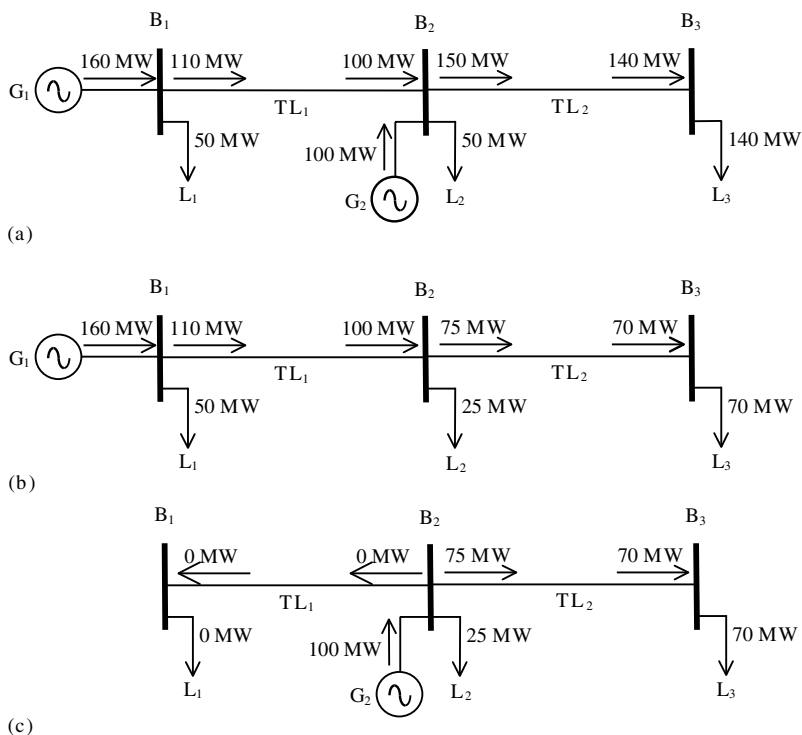 B₁ B₂ B₃
160 MW 110 MW 100 MW 150 MW 140 MW
G₁
TL₁ TL₂
50 MW 100 MW 50 MW 140 MW
L₁ G₂ L₂ L₃
(a)
B₁ B₂ B₃
160 MW 110 MW 100 MW 75 MW 70 MW
G₁
TL₁ TL₂
50 MW 25 MW 70 MW
L₁ L₂ L₃
(b)
B₁ B₂ B₃
0 MW 0 MW 75 MW 70 MW
TL₁ TL₂
0 MW 100 MW 25 MW 70 MW
L₁ G₂ L₂ L₃
(c)